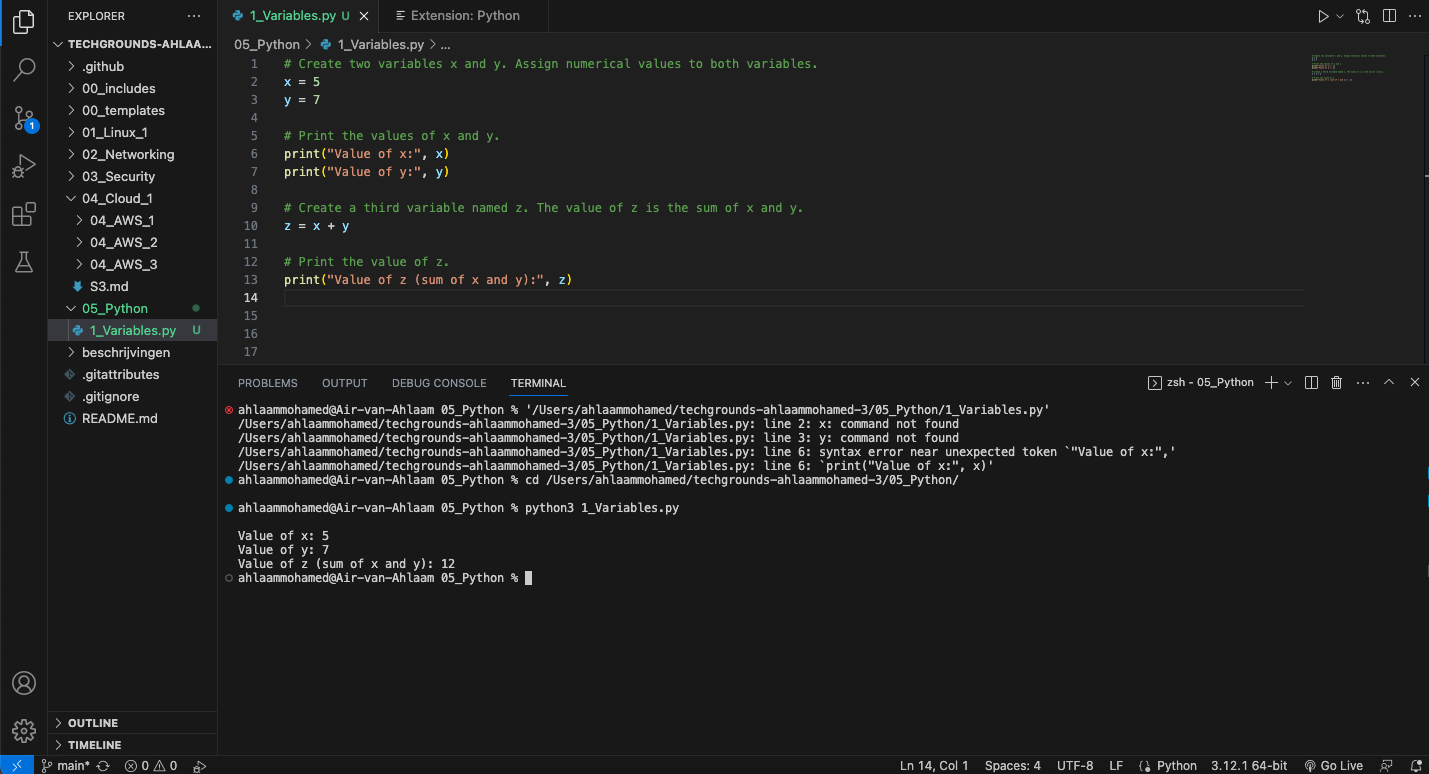 EXPLORER
1_Variables.py U
Extension: Python
TECHGROUNDS-AHLAA...
.github
00_includes
00_templates
01_Linux_1
02_Networking
03_Security
04_Cloud_1
04_AWS_1
04_AWS_2
04_AWS_3
S3.md
05_Python
1_Variables.py U
beschrijvingen
.gitattributes
.gitignore
README.md
OUTLINE
TIMELINE
1
05_Python > 1_Variables.py > ...
1 # Create two variables x and y. Assign numerical values to both variables.
2 x = 5
3 y = 7
4
5 # Print the values of x and y.
6 print("Value of x:", x)
7 print("Value of y:", y)
8
9 # Create a third variable named z. The value of z is the sum of x and y.
10 z = x + y
11
12 # Print the value of z.
13 print("Value of z (sum of x and y):", z)
14
15
16
17
PROBLEMS OUTPUT DEBUG CONSOLE TERMINAL
zsh - 05_Python
ahlaammohamed@Air-van-Ahlaam 05_Python % '/Users/ahlaammohamed/techgrounds-ahlaammohamed-3/05_Python/1_Variables.py'
/Users/ahlaammohamed/techgrounds-ahlaammohamed-3/05_Python/1_Variables.py: line 2: x: command not found
/Users/ahlaammohamed/techgrounds-ahlaammohamed-3/05_Python/1_Variables.py: line 3: y: command not found
/Users/ahlaammohamed/techgrounds-ahlaammohamed-3/05_Python/1_Variables.py: line 6: syntax error near unexpected token `"Value of x:",'
/Users/ahlaammohamed/techgrounds-ahlaammohamed-3/05_Python/1_Variables.py: line 6: `print("Value of x:", x)'
ahlaammohamed@Air-van-Ahlaam 05_Python % cd /Users/ahlaammohamed/techgrounds-ahlaammohamed-3/05_Python/
ahlaammohamed@Air-van-Ahlaam 05_Python % python3 1_Variables.py
Value of x: 5
Value of y: 7
Value of z (sum of x and y): 12
ahlaammohamed@Air-van-Ahlaam 05_Python %
main* 0 0
Ln 14, Col 1 Spaces: 4 UTF-8 LF Python 3.12.1 64-bit Go Live